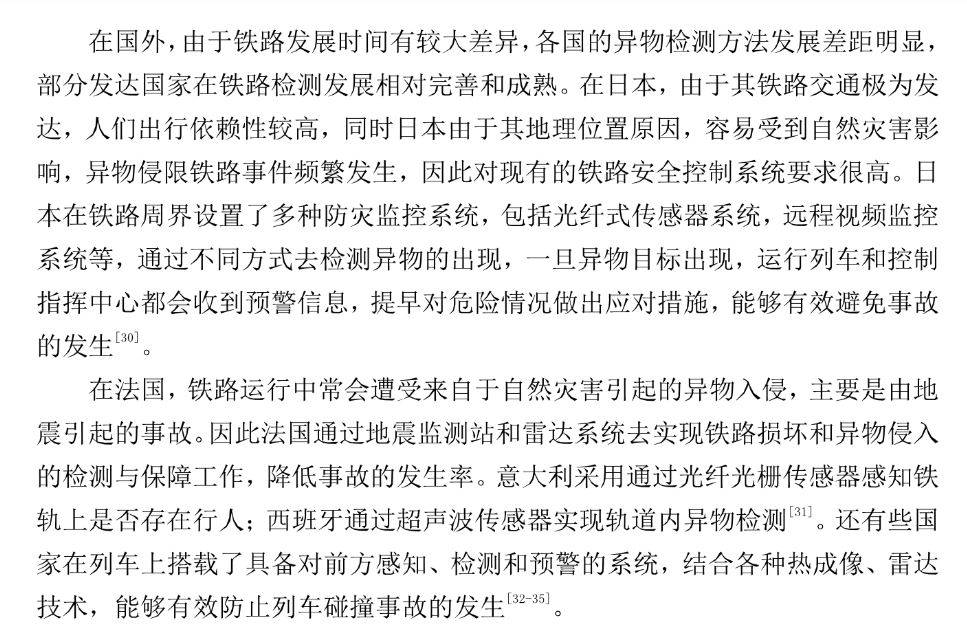 在国外，由于铁路发展时间有较大差异，各国的异物检测方法发展差距明显，
部分发达国家在铁路检测发展相对完善和成熟。在日本，由于其铁路交通极为发
达，人们出行依赖性较高，同时日本由于其地理位置原因，容易受到自然灾害影
响，异物侵限铁路事件频繁发生，因此对现有的铁路安全控制系统要求很高。日
本在铁路周界设置了多种防灾监控系统，包括光纤式传感器系统，远程视频监控
系统等，通过不同方式去检测异物的出现，一旦异物目标出现，运行列车和控制
指挥中心都会收到预警信息，提早对危险情况做出应对措施，能够有效避免事故
的发生[30]。
在法国，铁路运行中常会遭受来自于自然灾害引起的异物入侵，主要是由地
震引起的事故。因此法国通过地震监测站和雷达系统去实现铁路损坏和异物侵入
的检测与保障工作，降低事故的发生率。意大利采用通过光纤光栅传感器感知铁
轨上是否存在行人；西班牙通过超声波传感器实现轨道内异物检测[31]。还有些国
家在列车上搭载了具备对前方感知、检测和预警的系统，结合各种热成像、雷达
技术，能够有效防止列车碰撞事故的发生[32-35]。